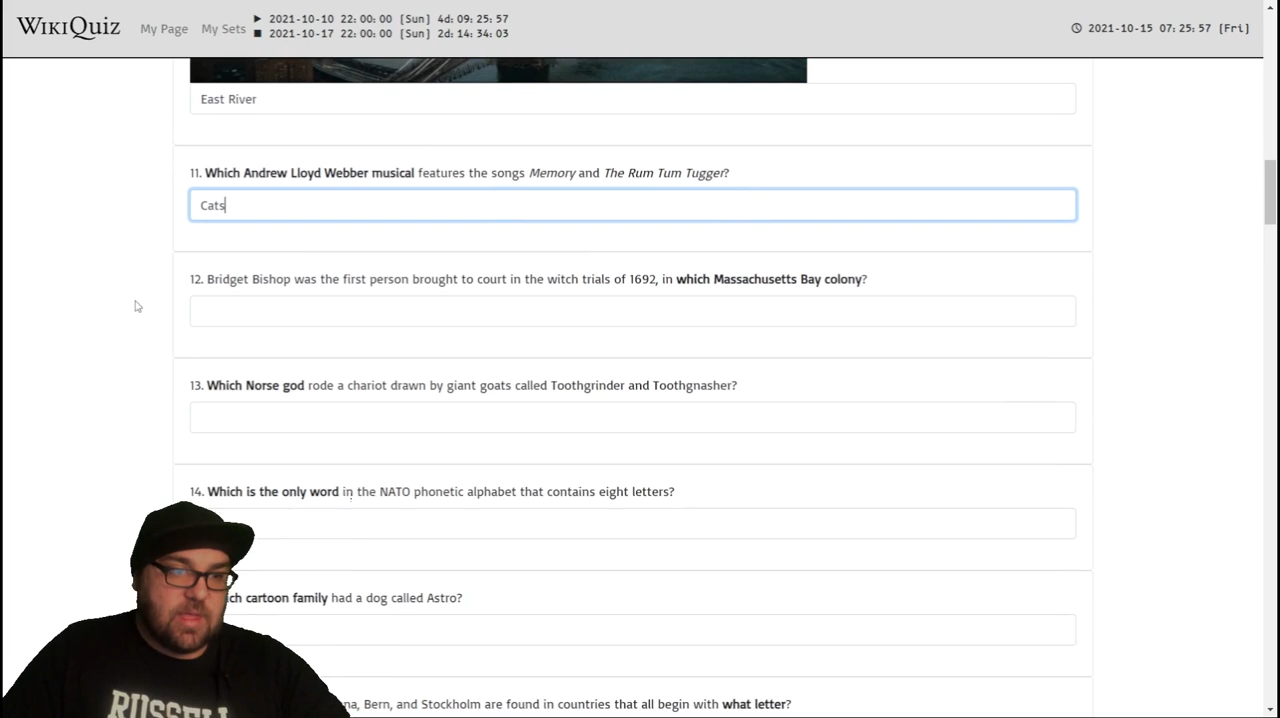 WikiQuiz
My Page
My Sets
▶ 2021-10-10 22:00:00 [Sun] 4d:09:25:57
■ 2021-10-17 22:00:00 [Sun] 2d:14:34:03
2021-10-15 07:25:57 [Fri]
East River
11. Which Andrew Lloyd Webber musical features the songs Memory and The Rum Tum Tugger?
Cats
12. Bridget Bishop was the first person brought to court in the witch trials of 1692, in which Massachusetts Bay colony?
13. Which Norse god rode a chariot drawn by giant goats called Toothgrinder and Toothgnasher?
14. Which is the only word in the NATO phonetic alphabet that contains eight letters?
cartoon family had a dog called Astro?
Bern, and Stockholm are found in countries that all begin with what letter?
RUSSELL